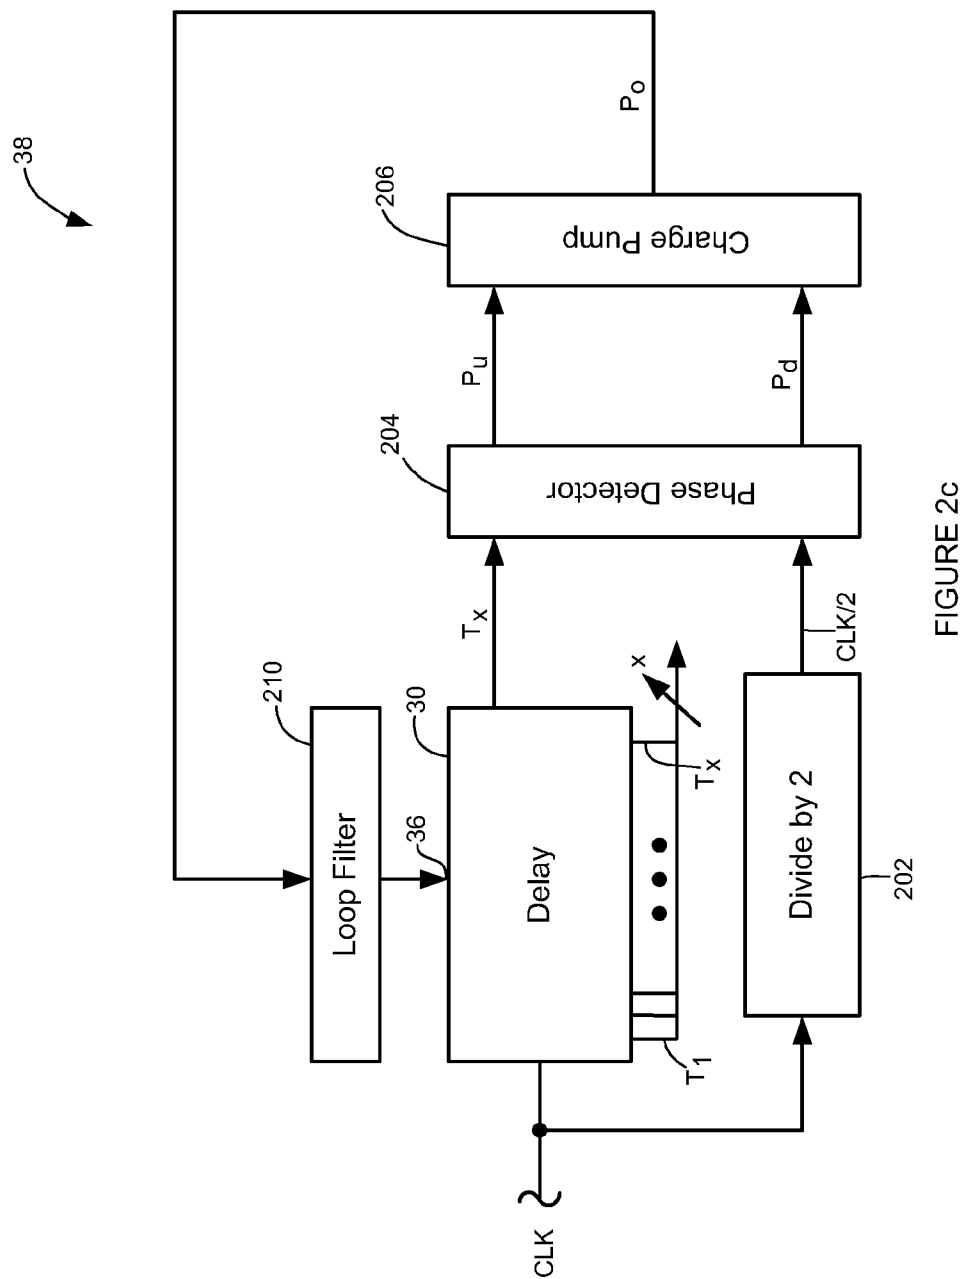 38
210
Loop Filter
36
30
Delay
CLK
T1
Tx
x
Tx
204
Phase Detector
Pu
Pd
206
Charge Pump
Po
Divide by 2
202
CLK/2
FIGURE 2c